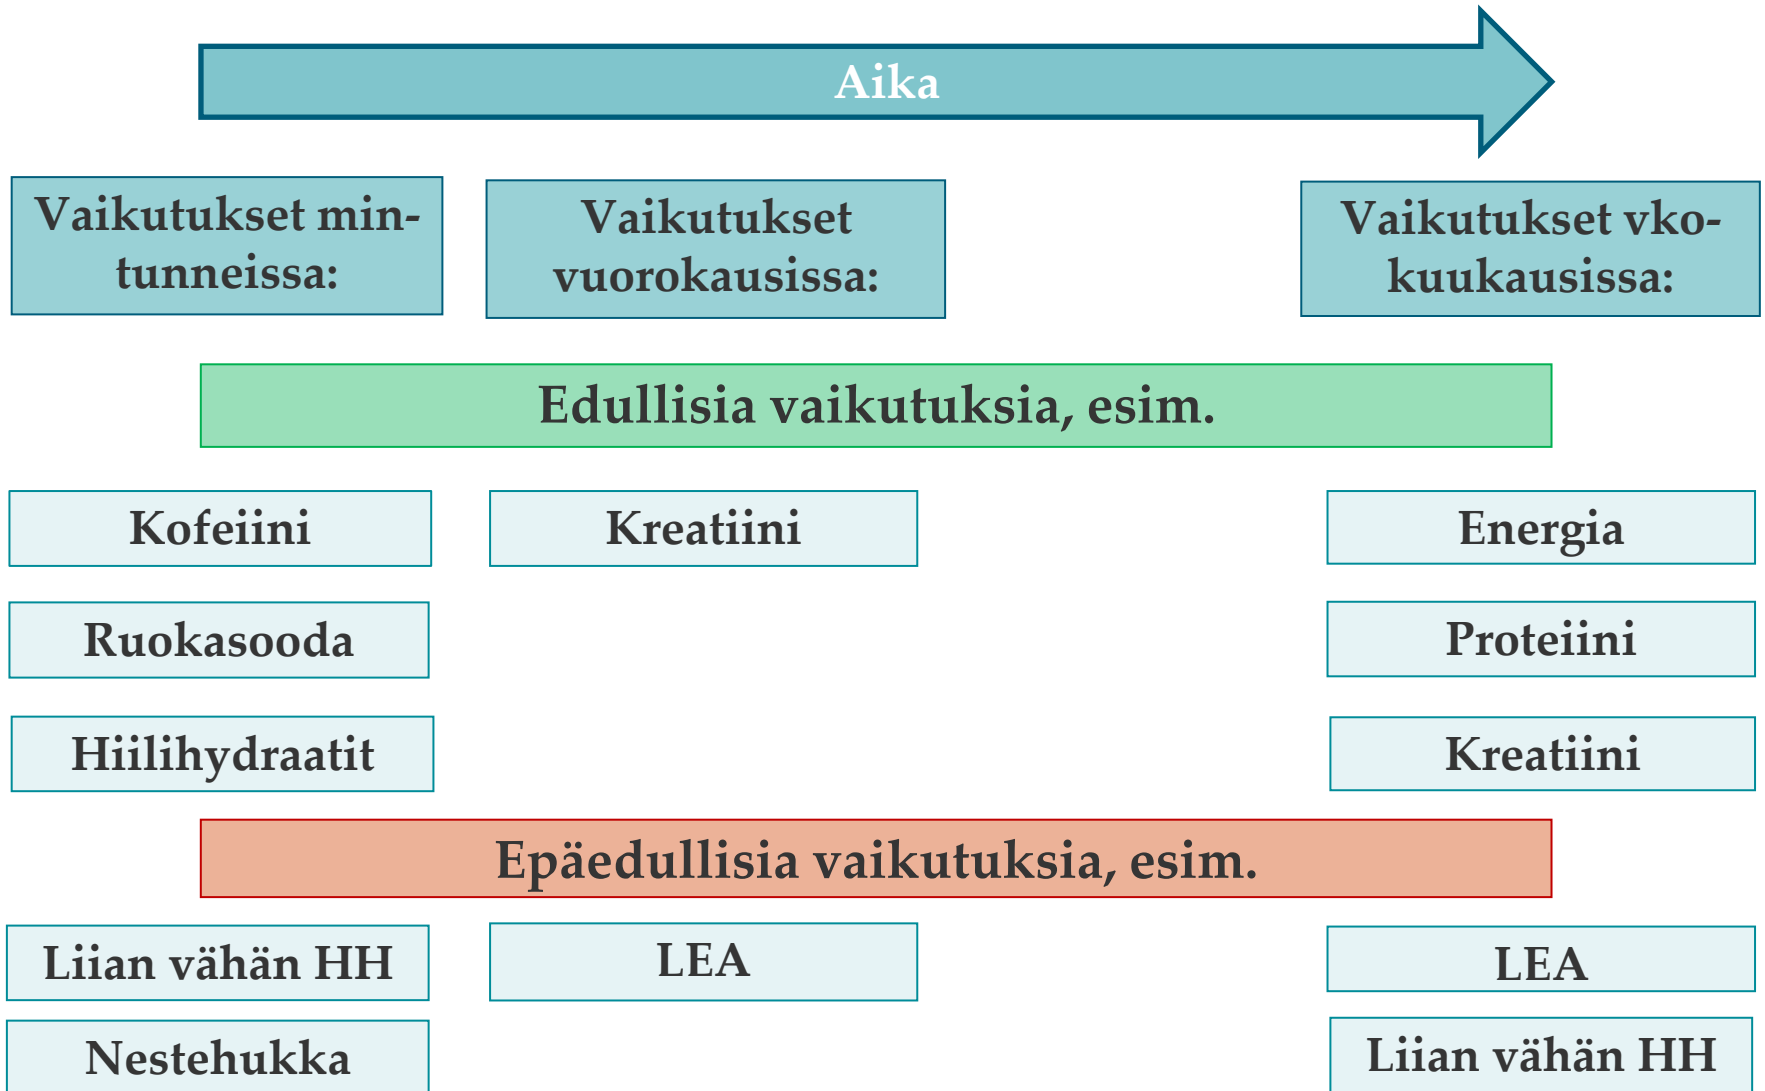 Aika
Vaikutukset min-
tunneissa:
Vaikutukset
vuorokausissa:
Vaikutukset vko-
kuukausissa:
Edullisia vaikutuksia, esim.
Kofeiini
Kreatiini
Energia
Ruokasooda
Proteiini
Hiilihydraatit
Kreatiini
Epäedullisia vaikutuksia, esim.
Liian vähän HH
LEA
LEA
Nestehukka
Liian vähän HH